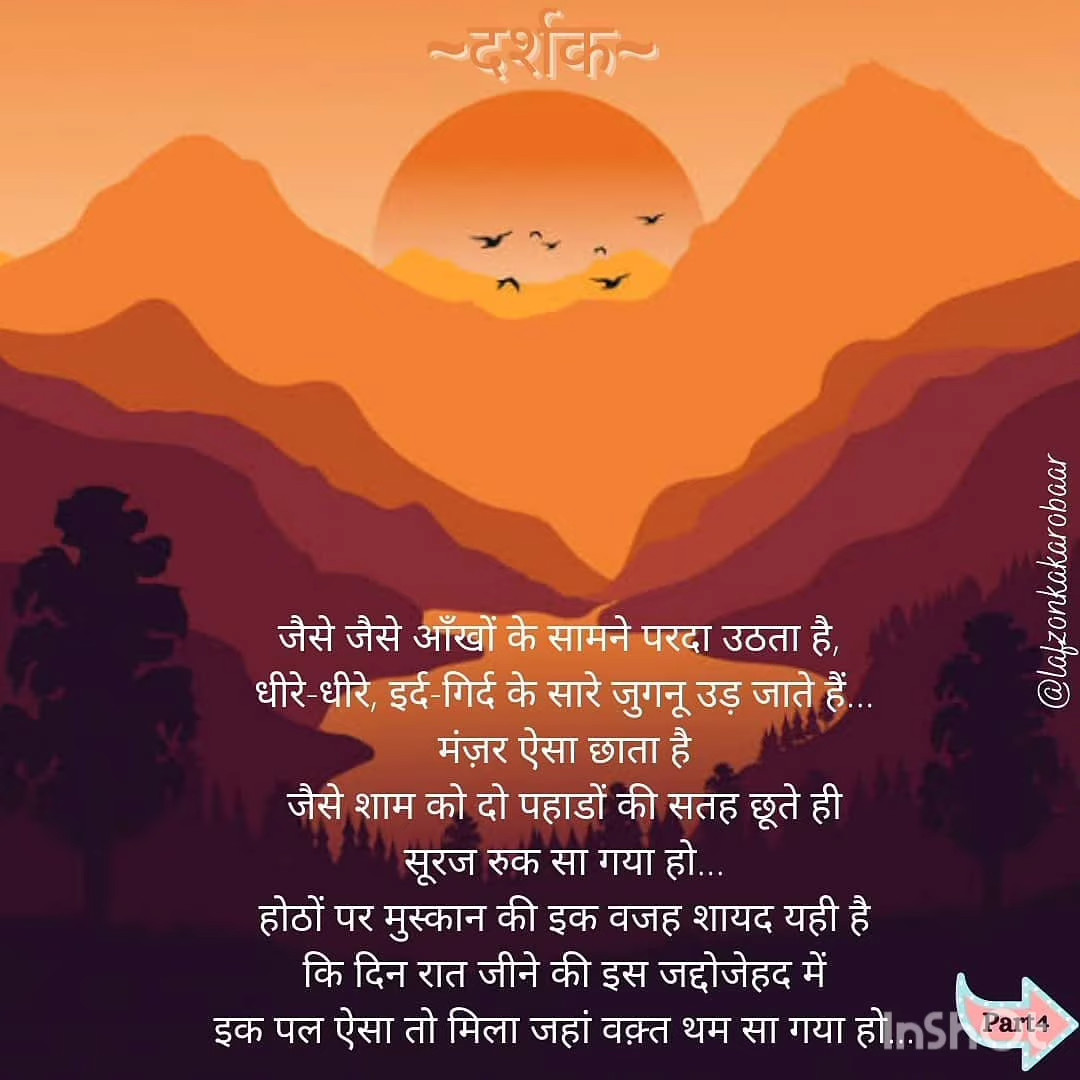 ~दर्शक~
@lafzonkakarobaar
जैसे जैसे आँखों के सामने परदा उठता है,
धीरे-धीरे, इर्द-गिर्द के सारे जुगनू उड़ जाते हैं...
मंज़र ऐसा छाता है
जैसे शाम को दो पहाडों की सतह छूते ही
सूरज रुक सा गया हो...
होठों पर मुस्कान की इक वजह शायद यही है
कि दिन रात जीने की इस जद्दोजेहद में
इक पल ऐसा तो मिला जहां वक़्त थम सा गया हो...
InShOt
Part4